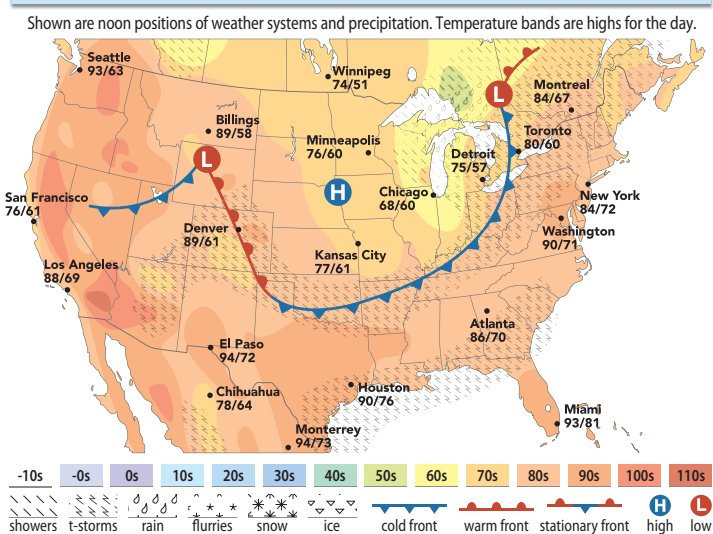 Shown are noon positions of weather systems and precipitation. Temperature bands are highs for the day.
Seattle
93/63
Winnipeg
74/51
L
Montreal
84/67
Billings
89/58
Minneapolis
76/60
Toronto
80/60
L
Detroit
75/57
H
Chicago
68/60
San Francisco
76/61
New York
84/72
Denver
89/61
Washington
90/71
Kansas City
77/61
Los Angeles
88/69
Atlanta
86/70
El Paso
94/72
Houston
90/76
Chihuahua
78/64
Miami
93/81
Monterrey
94/73
-10s -0s 0s 10s 20s 30s 40s 50s 60s 70s 80s 90s 100s 110s
H L
showers t-storms rain flurries snow ice cold front warm front stationary front high low